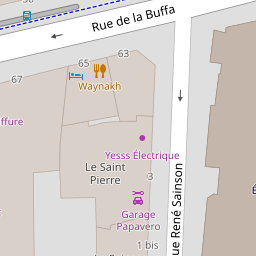 Rue de la Buffa
63
65
67
Waynakh
ffure
Yesss Électrique
Le Saint
Pierre
3
Garage
Papavero
1 bis
ue René Sainson
É